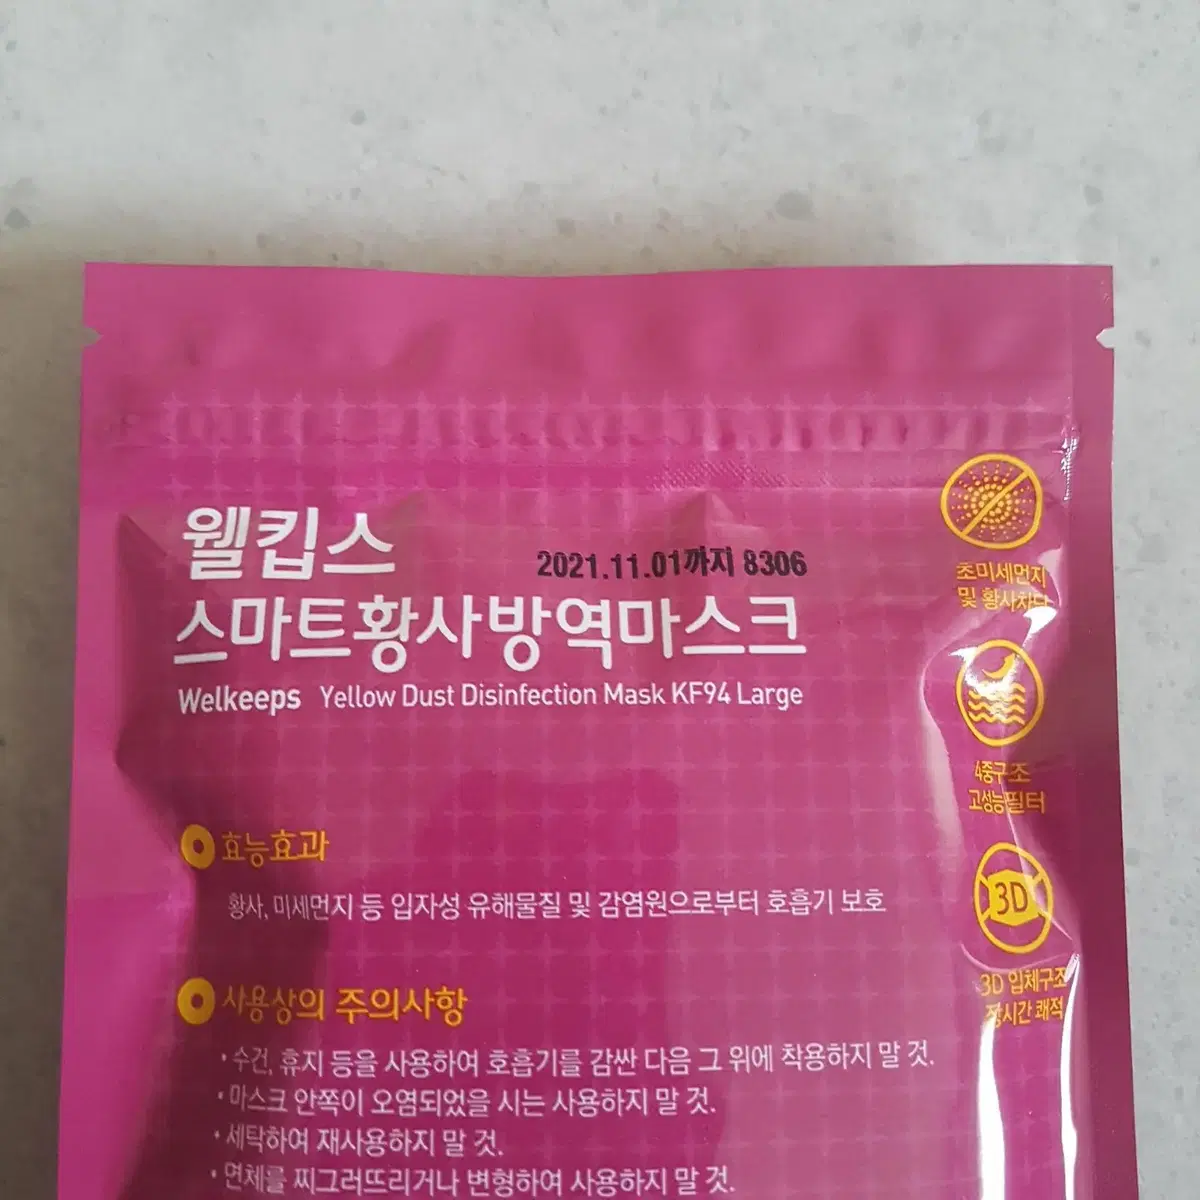 웰킵스
2021.11.01까지 8306
스마트황사방역마스크
Welkeeps Yellow Dust Disinfection Mask KF94 Large
초미세먼지
및 황사차단
4중구조
고성능필터
3D
3D 입체구조
장시간 쾌적
효능효과
황사, 미세먼지 등 입자성 유해물질 및 감염원으로부터 호흡기 보호
사용상의 주의사항
· 수건, 휴지 등을 사용하여 호흡기를 감싼 다음 그 위에 착용하지 말 것.
· 마스크 안쪽이 오염되었을 시는 사용하지 말 것.
· 세탁하여 재사용하지 말 것.
· 면체를 찌그러뜨리거나 변형하여 사용하지 말 것.